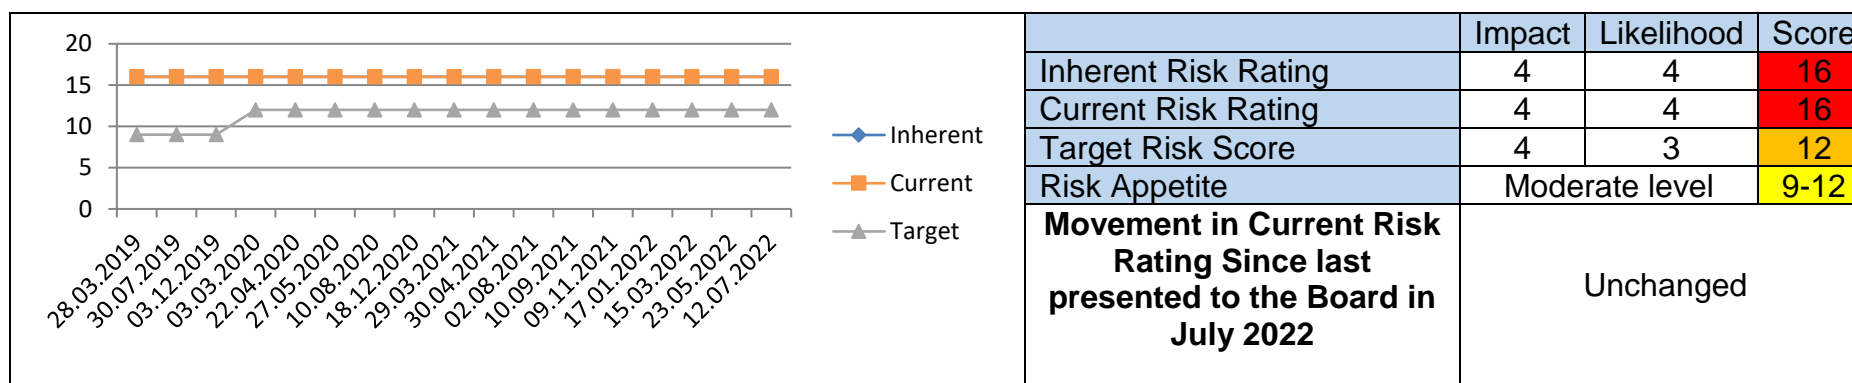 20
15
10
5
0
28.03.2019
30.07.2019
03.12.2019
03.03.2020
22.04.2020
27.05.2020
10.08.2020
18.12.2020
29.03.2021
30.04.2021
02.08.2021
10.09.2021
09.11.2021
17.01.2022
15.03.2022
23.05.2022
12.07.2022
Inherent
Current
Target
Impact Likelihood Score
Inherent Risk Rating 4 4 16
Current Risk Rating 4 4 16
Target Risk Score 4 3 12
Risk Appetite Moderate level 9-12
Movement in Current Risk
Rating Since last
presented to the Board in
July 2022
Unchanged